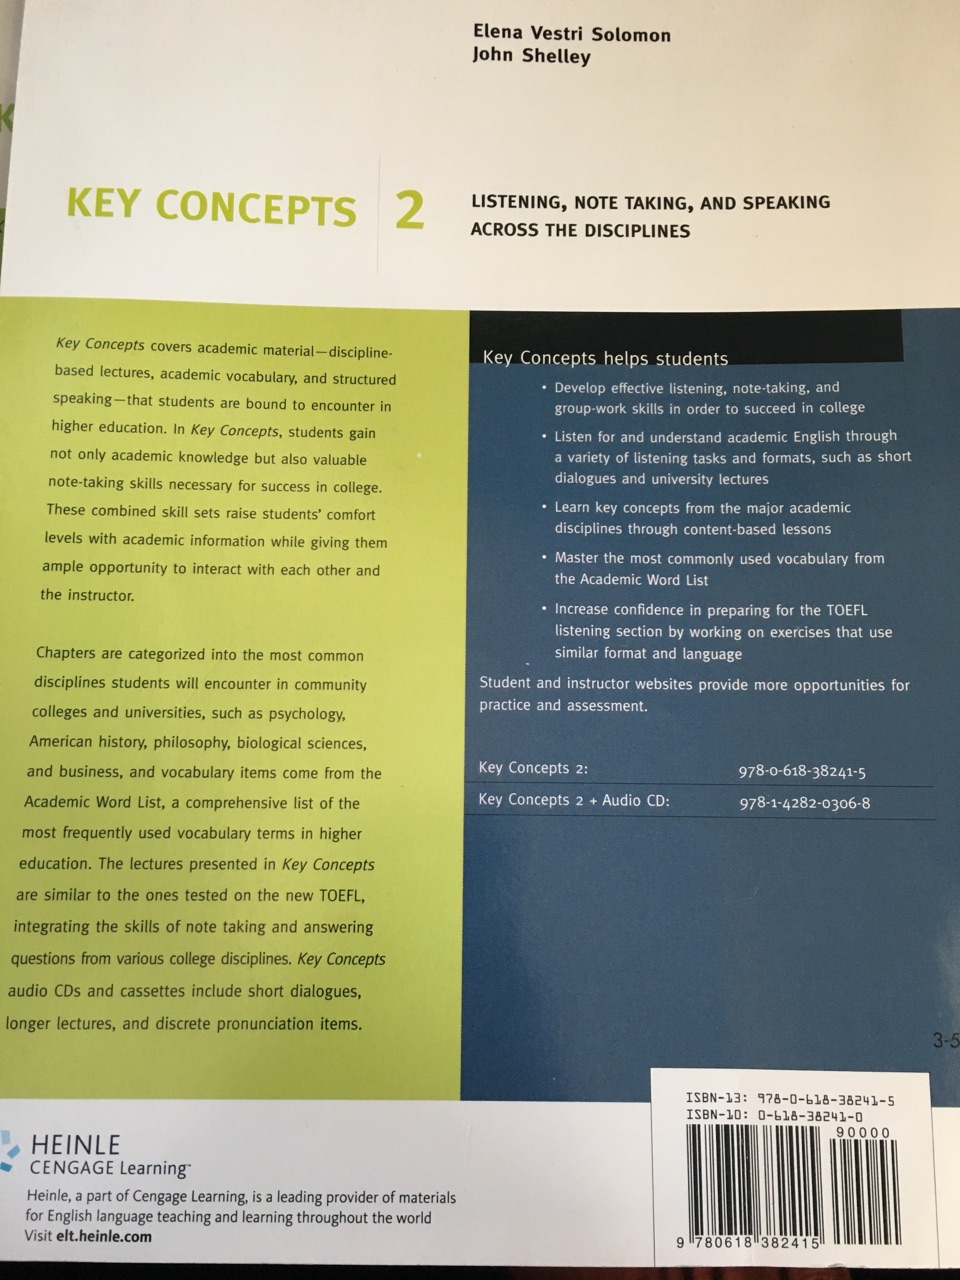 Elena Vestri Solomon
John Shelley
KEY CONCEPTS 2
LISTENING, NOTE TAKING, AND SPEAKING
ACROSS THE DISCIPLINES
Key Concepts covers academic material—discipline-
based lectures, academic vocabulary, and structured
speaking—that students are bound to encounter in
higher education. In Key Concepts, students gain
not only academic knowledge but also valuable
note-taking skills necessary for success in college.
These combined skill sets raise students' comfort
levels with academic information while giving them
ample opportunity to interact with each other and
the instructor.
Chapters are categorized into the most common
disciplines students will encounter in community
colleges and universities, such as psychology,
American history, philosophy, biological sciences,
and business, and vocabulary items come from the
Academic Word List, a comprehensive list of the
most frequently used vocabulary terms in higher
education. The lectures presented in Key Concepts
are similar to the ones tested on the new TOEFL,
integrating the skills of note taking and answering
questions from various college disciplines. Key Concepts
audio CDs and cassettes include short dialogues,
longer lectures, and discrete pronunciation items.
Key Concepts helps students
• Develop effective listening, note-taking, and
group-work skills in order to succeed in college
• Listen for and understand academic English through
a variety of listening tasks and formats, such as short
dialogues and university lectures
• Learn key concepts from the major academic
disciplines through content-based lessons
• Master the most commonly used vocabulary from
the Academic Word List
• Increase confidence in preparing for the TOEFL
listening section by working on exercises that use
similar format and language
Student and instructor websites provide more opportunities for
practice and assessment.
Key Concepts 2: 978-0-618-38241-5
Key Concepts 2 + Audio CD: 978-1-4282-0306-8
3-5
HEINLE
CENGAGE Learning™
Heinle, a part of Cengage Learning, is a leading provider of materials
for English language teaching and learning throughout the world
Visit elt.heinle.com
ISBN-13: 978-0-618-38241-5
ISBN-10: 0-618-38241-0
90000
9 780618 382415